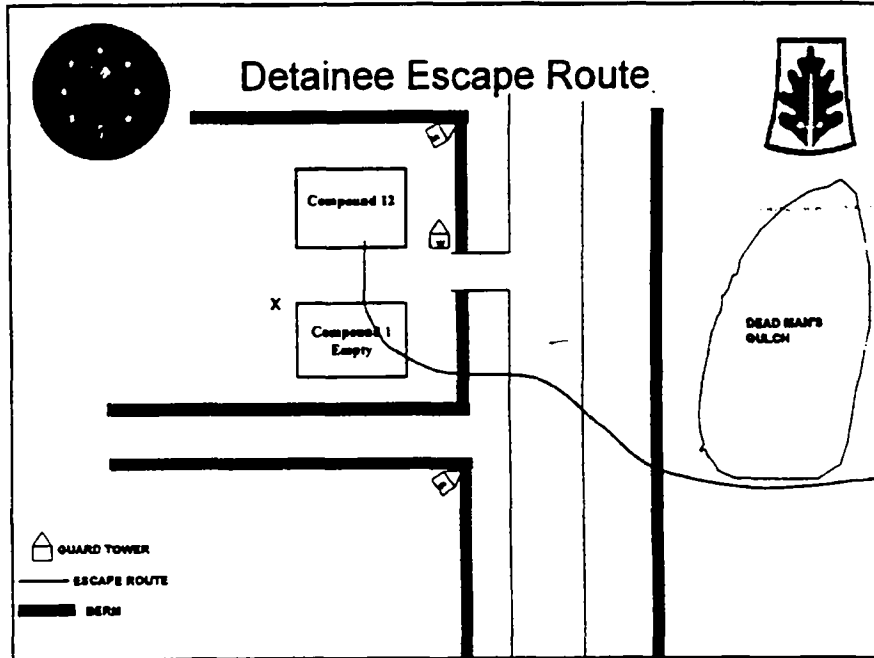 Detainee Escape Route
Compound 12
X
Compound 1
Empty
DEAD MAN'S
GULCH
GUARD TOWER
ESCAPE ROUTE
BERM